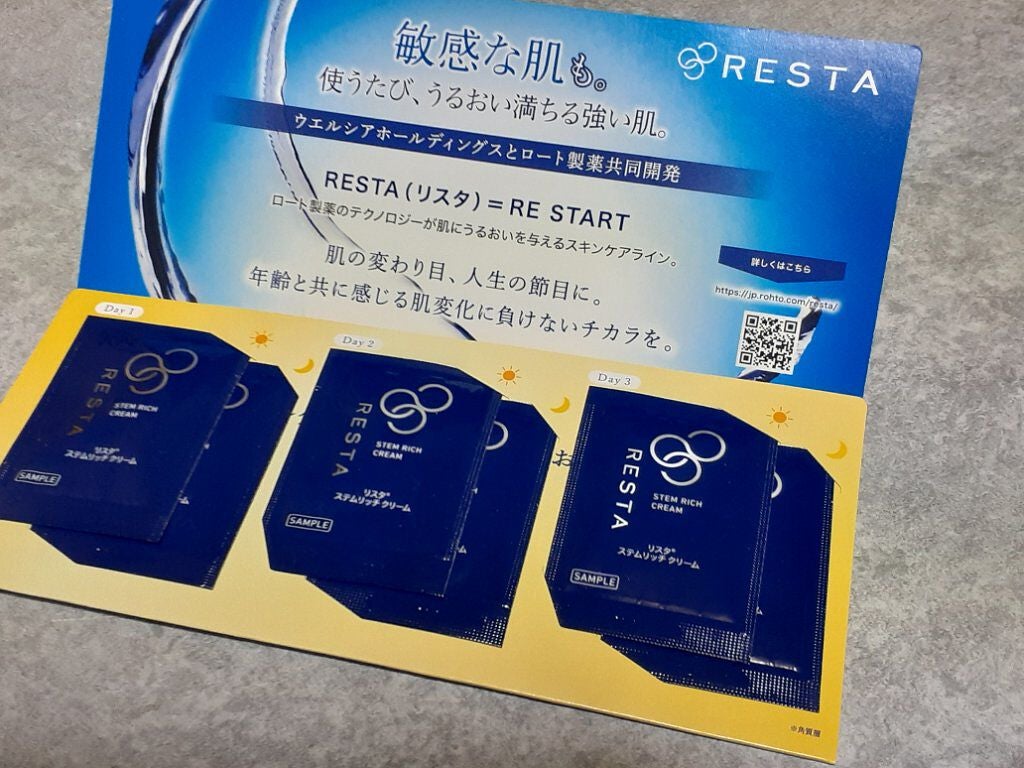 敏感な肌も。
RESTA
使うたび、うるおい満ちる強い肌。
ウエルシアホールディングスとロート製薬共同開発
RESTA(リスタ)=RE START
ロート製薬のテクノロジーが肌にうるおいを与えるスキンケアライン。
肌の変わり目、人生の節目に。
年齢と共に感じる肌変化に負けないチカラを。
詳しくはこちら
https://jp.rohto.com/resta/
Day 1
RESTA
STEM RICH
CREAM
リスタ®
ステムリッチ クリーム
SAMPLE
Day 2
RESTA
STEM RICH
CREAM
リスタ®
ステムリッチ クリーム
SAMPLE
お
Day 3
RESTA
STEM RICH
CREAM
リスタ®
ステムリッチ クリーム
SAMPLE
※角質層